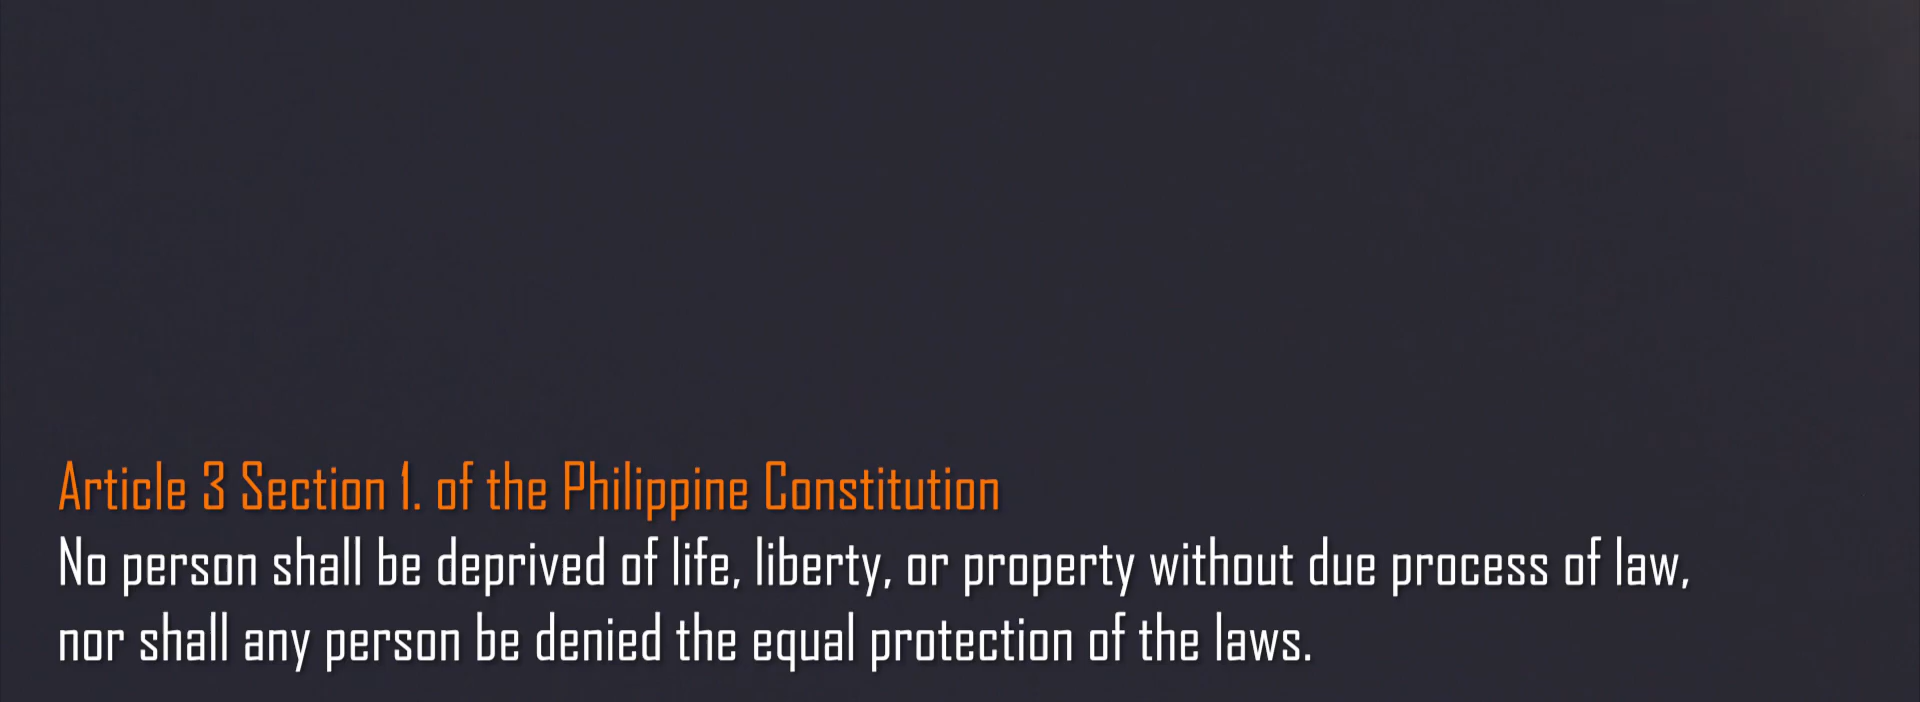 Article 3 Section 1. of the Philippine Constitution
No person shall be deprived of life, liberty, or property without due process of law,
nor shall any person be denied the equal protection of the laws.